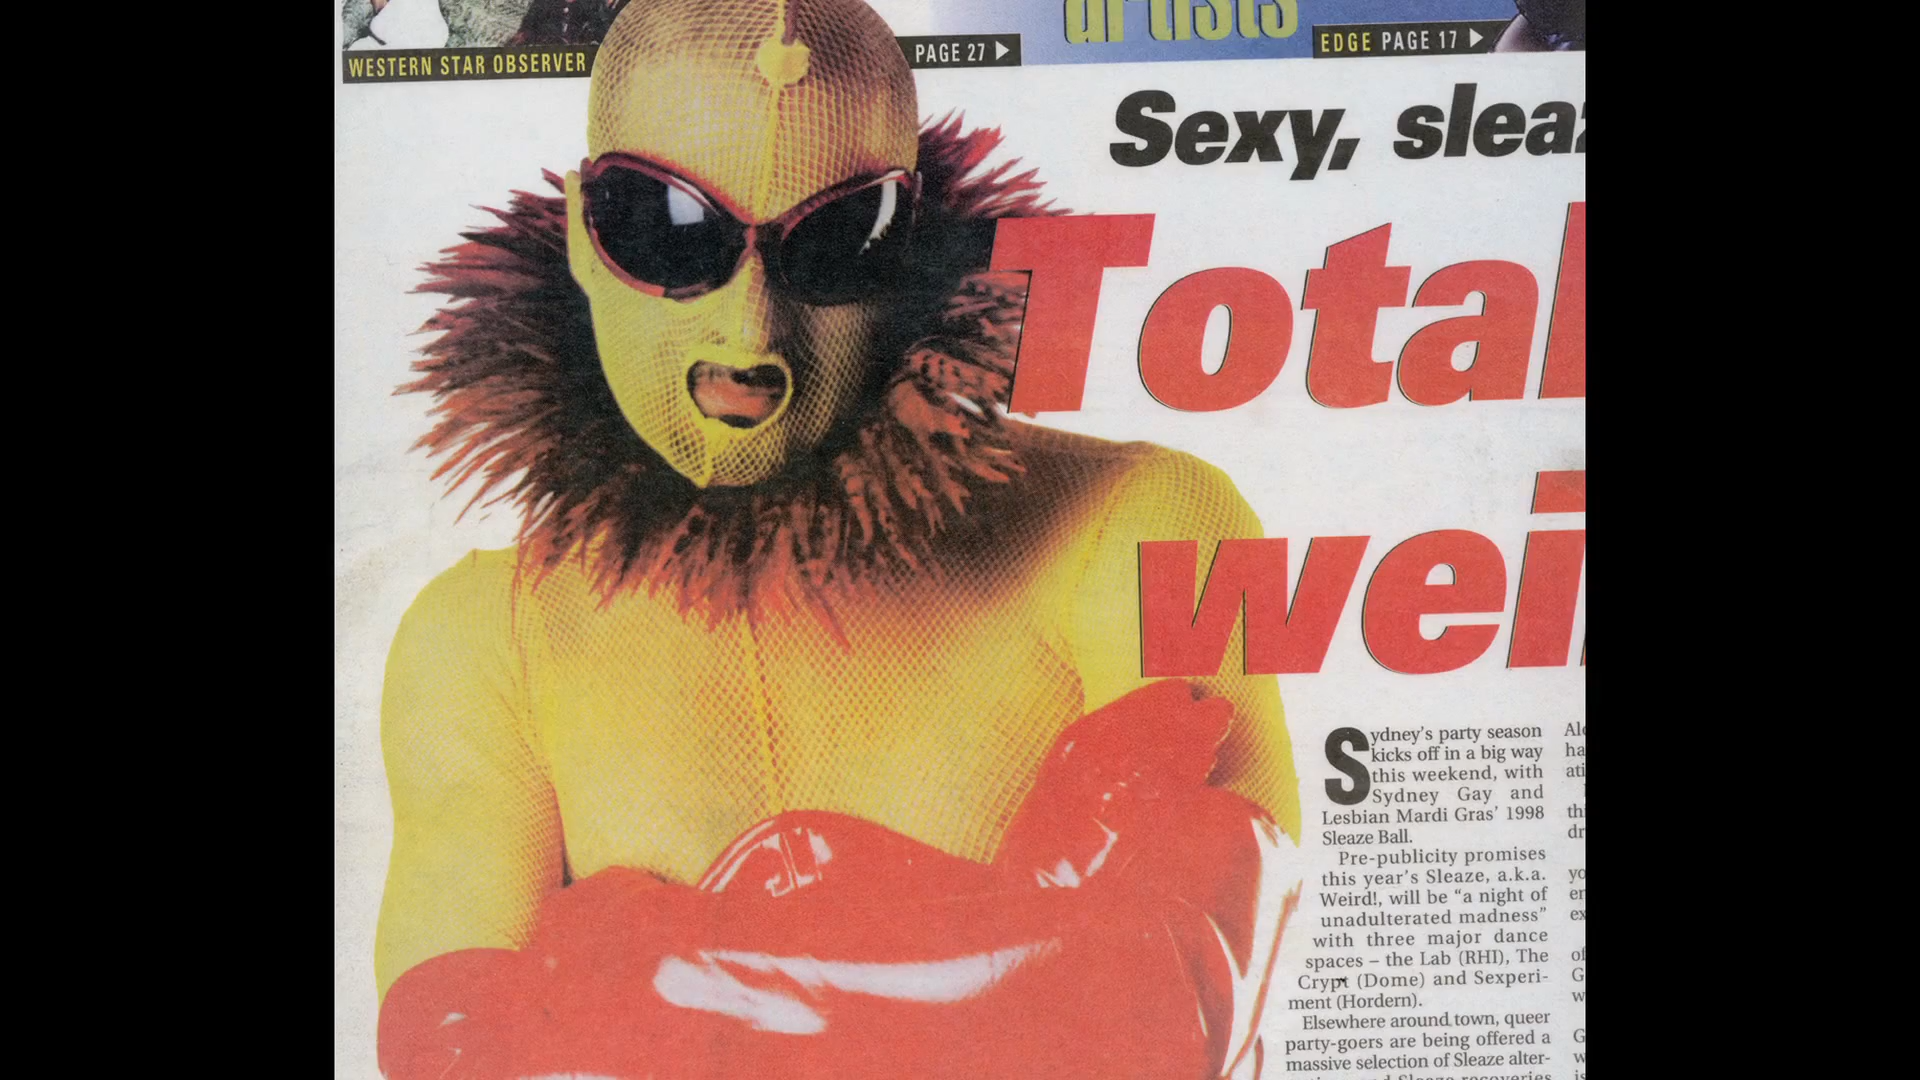 artists
WESTERN STAR OBSERVER
PAGE 27
EDGE PAGE 17
Sexy,
Total
wei
Sydney's party season
kicks off in a big way
this weekend, with
Sydney Gay and
Lesbian Mardi Gras' 1998
Sleaze Ball.
Pre-publicity promises
this year's Sleaze, a.k.a.
Weird!, will be “a night of
unadulterated madness”
with three major dance
spaces – the Lab (RHI), The
Crypt (Dome) and Sexperi-
ment (Hordern).
Elsewhere around town, queer
party-goers are being offered a
massive selection of Sleaze alter-